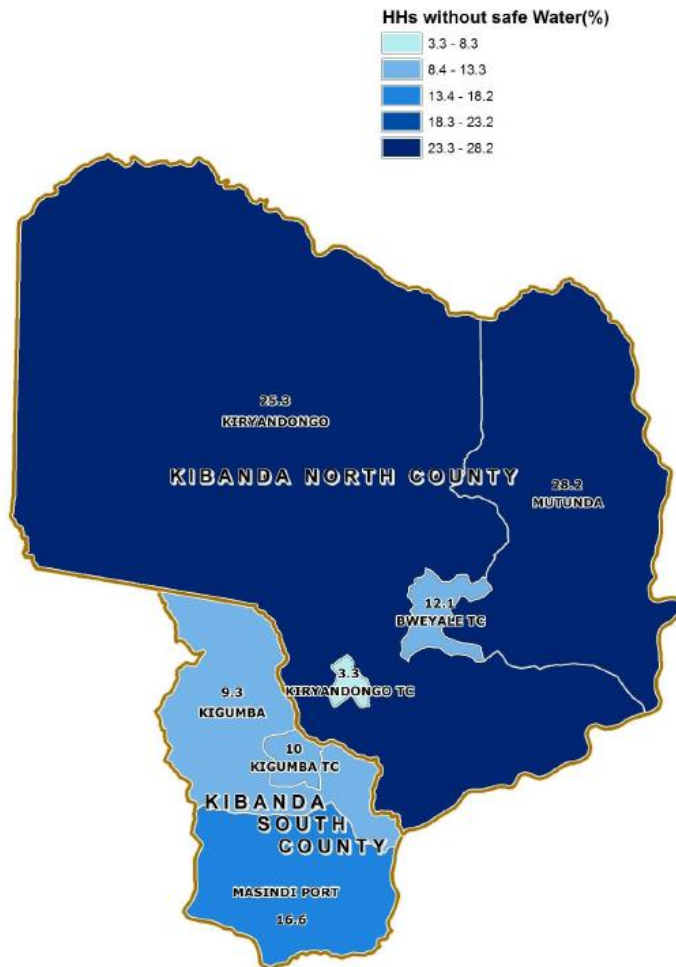 HHs without safe Water(%)
3.3 - 8.3
8.4 - 13.3
13.4 - 18.2
18.3 - 23.2
23.3 - 28.2
25.3
KIRYANDONGO
KIBANDA NORTH COUNTY
28.2
MUTUNDA
12.1
BWEYALE TC
3.3
KIRYANDONGO TC
9.3
KIGUMBA
10
KIGUMBA TC
KIBANDA
SOUTH
COUNTY
MASINDI PORT
16.6